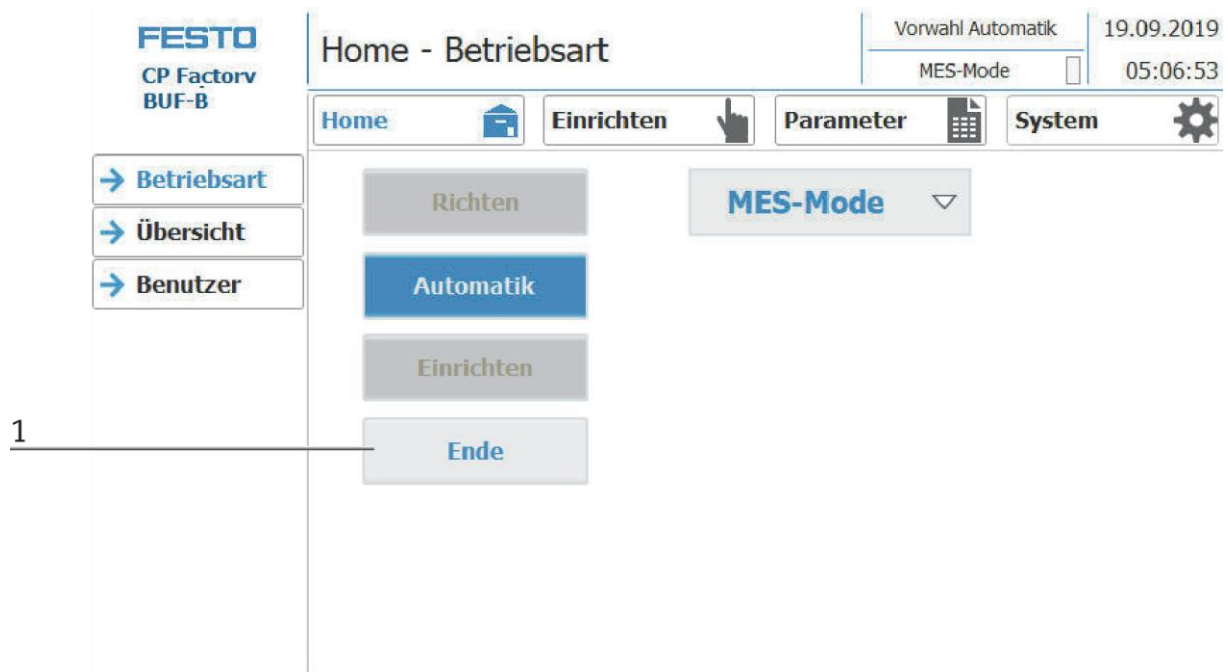 FESTO
CP Factory
BUF-B
Home - Betriebsart
Vorwahl Automatik
MES-Mode
19.09.2019
05:06:53
Home
Einrichten
Parameter
System
Betriebsart
Übersicht
Benutzer
Richten
MES-Mode
Automatik
Einrichten
Ende
1